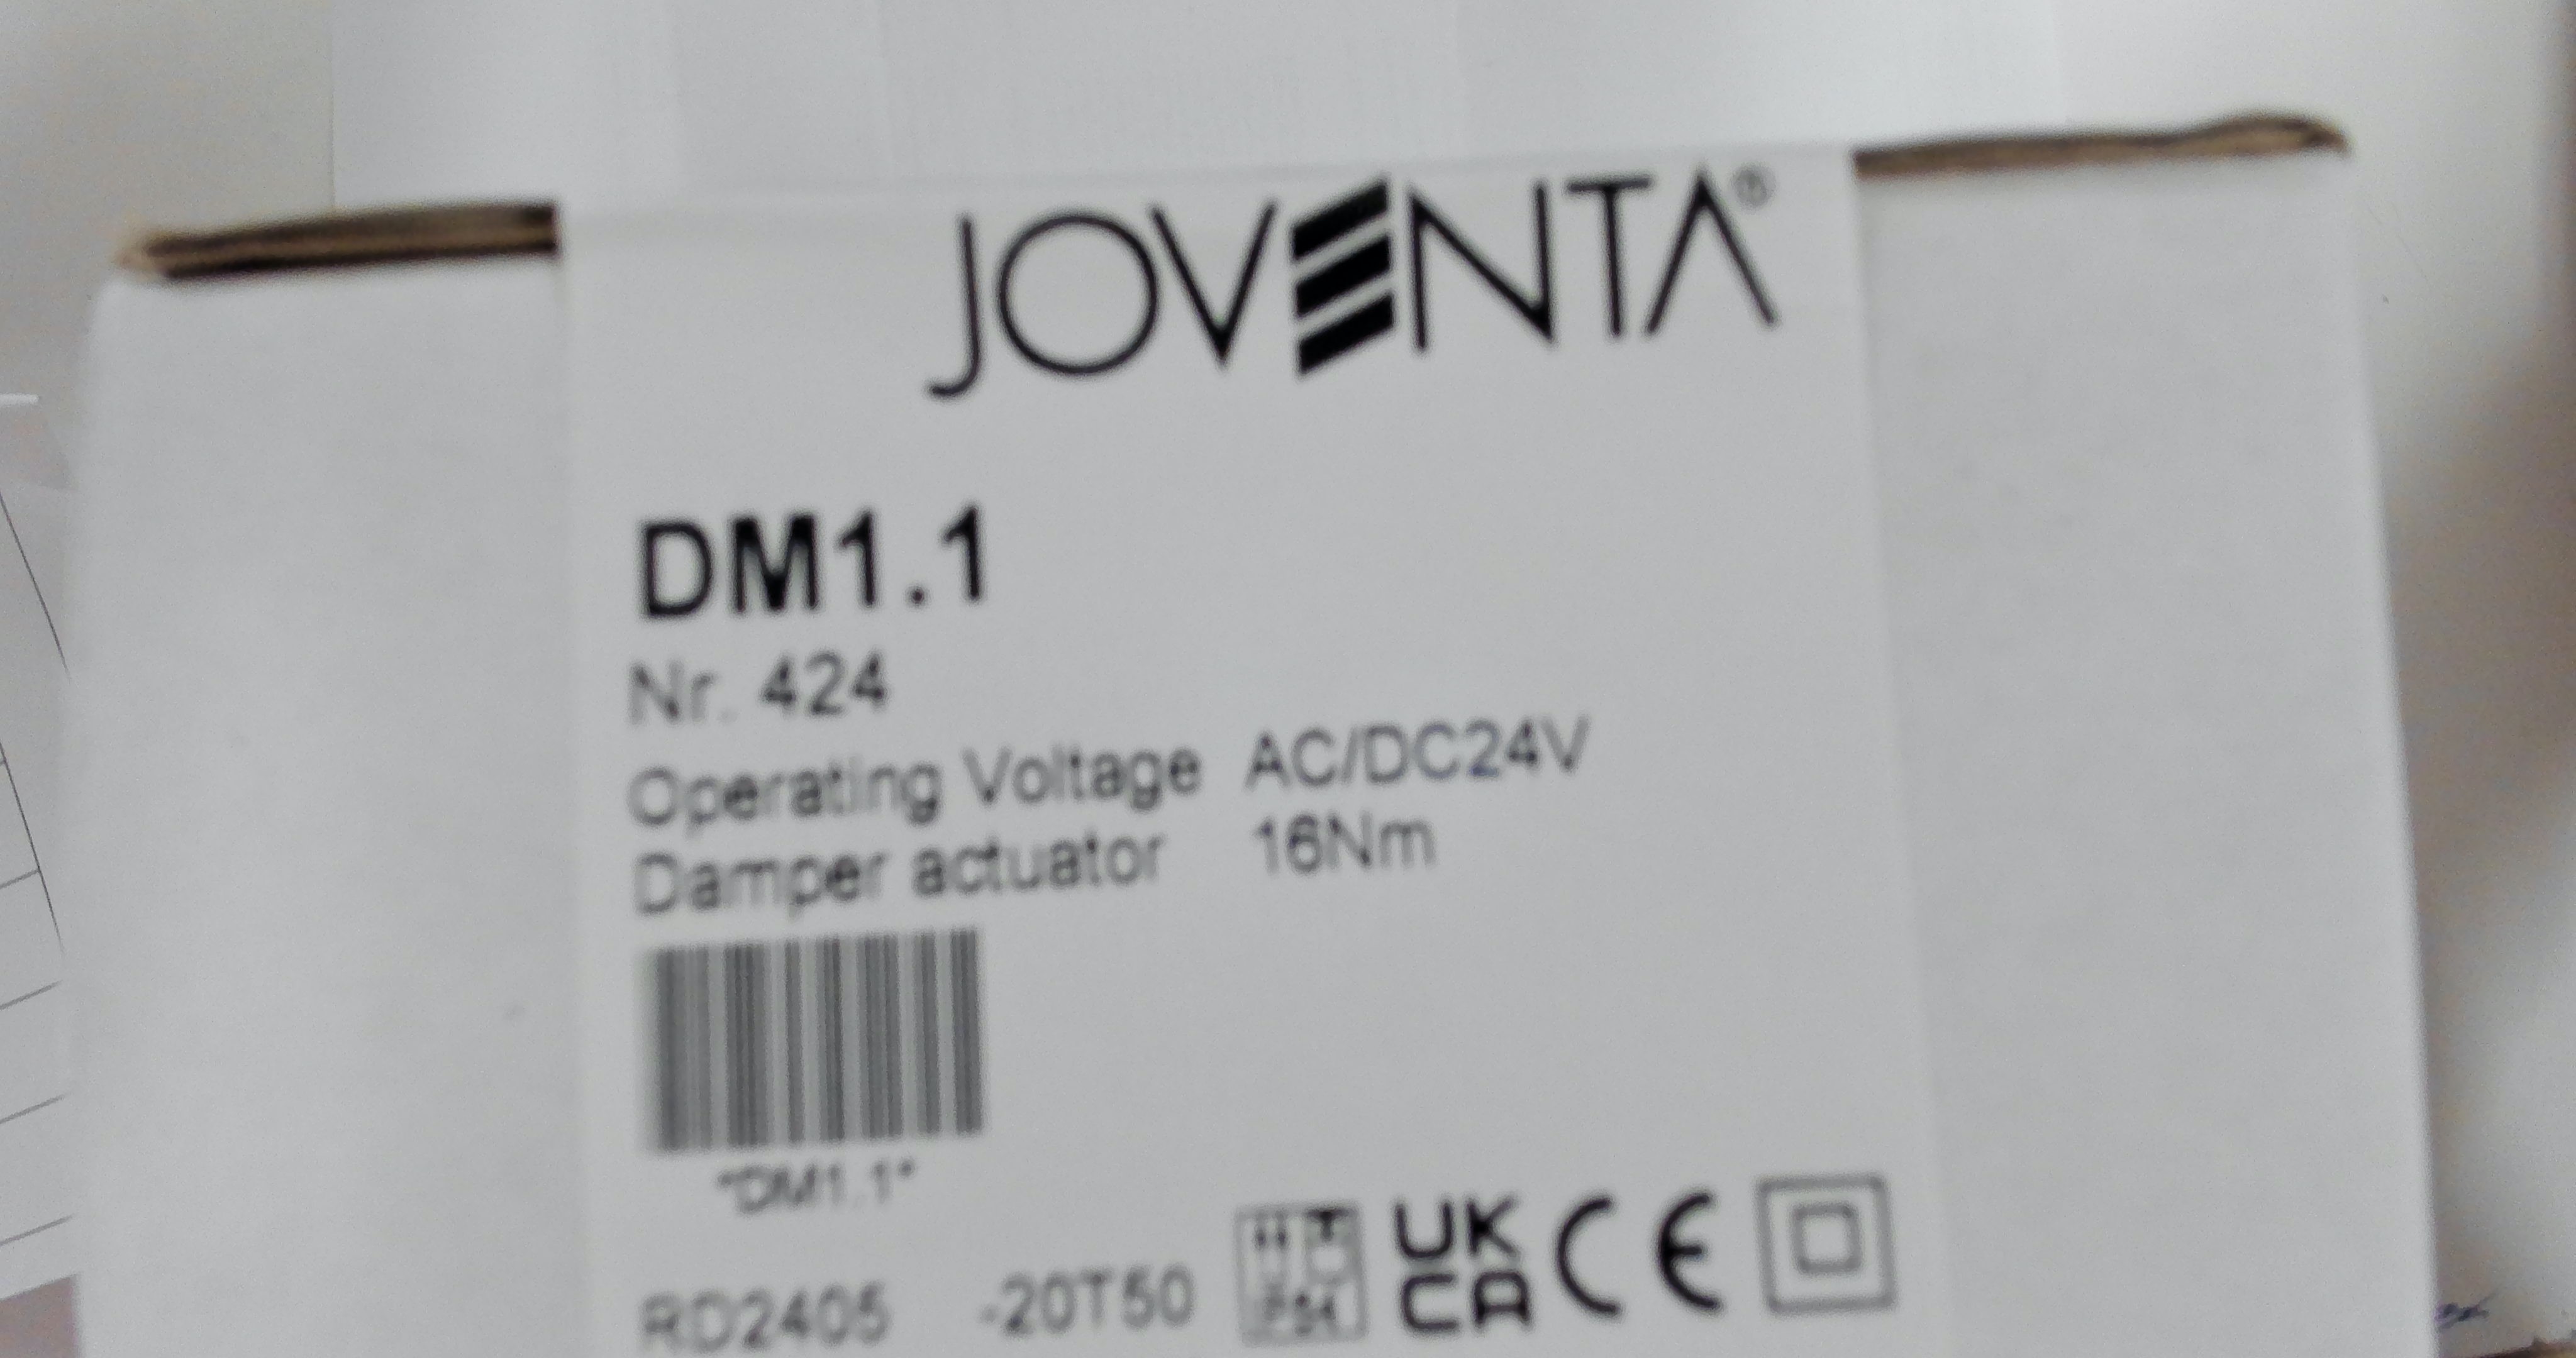 JOVENTA®
DM1.1
Nr. 424
Operating Voltage AC/DC24V
Damper actuator 16Nm
*DM1.1*
RD2405 -20T50 IP54 UK CA CE